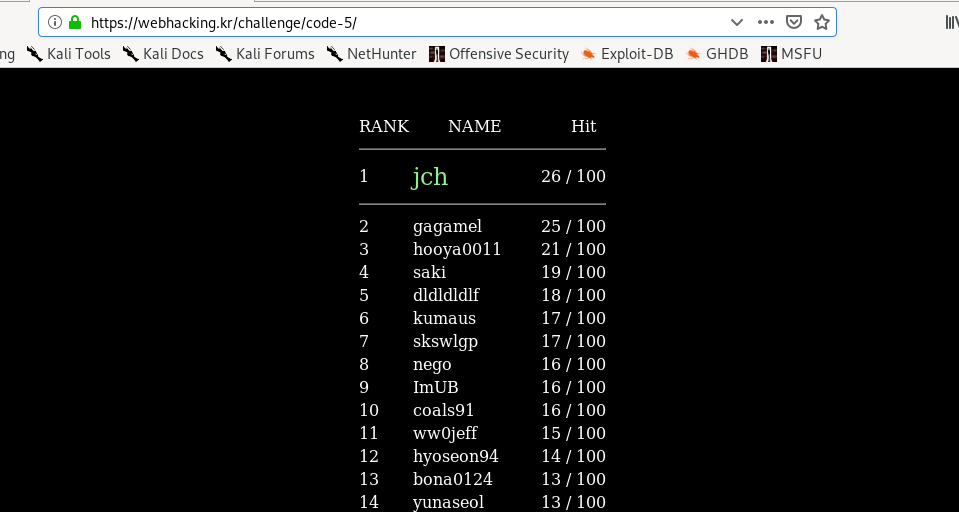 https://webhacking.kr/challenge/code-5/
ng Kali Tools Kali Docs Kali Forums NetHunter Offensive Security Exploit-DB GHDB MSFU
RANK NAME Hit
1 jch 26 / 100
2 gagamel 25 / 100
3 hooya0011 21 / 100
4 saki 19 / 100
5 dldldldlf 18 / 100
6 kumaus 17 / 100
7 skswlgp 17 / 100
8 nego 16 / 100
9 ImUB 16 / 100
10 coals91 16 / 100
11 ww0jeff 15 / 100
12 hyoseon94 14 / 100
13 bona0124 13 / 100
14 yunaseol 13 / 100